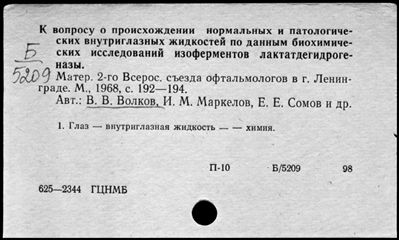 К вопросу о происхождении нормальных и патологиче-
ских внутриглазных жидкостей по данным биохимиче-
ских исследований изоферментов лактатдегидроге-
назы.
Б
5209
Матер. 2-го Всерос. съезда офтальмологов в г. Ленин-
граде. М., 1968, с. 192—194.
Авт.: В. В. Волков, И. М. Маркелов, Е. Е. Сомов и др.
1. Глаз — внутриглазная жидкость — — химия.
П-10 Б/5209 98
625—2344 ГЦНМБ